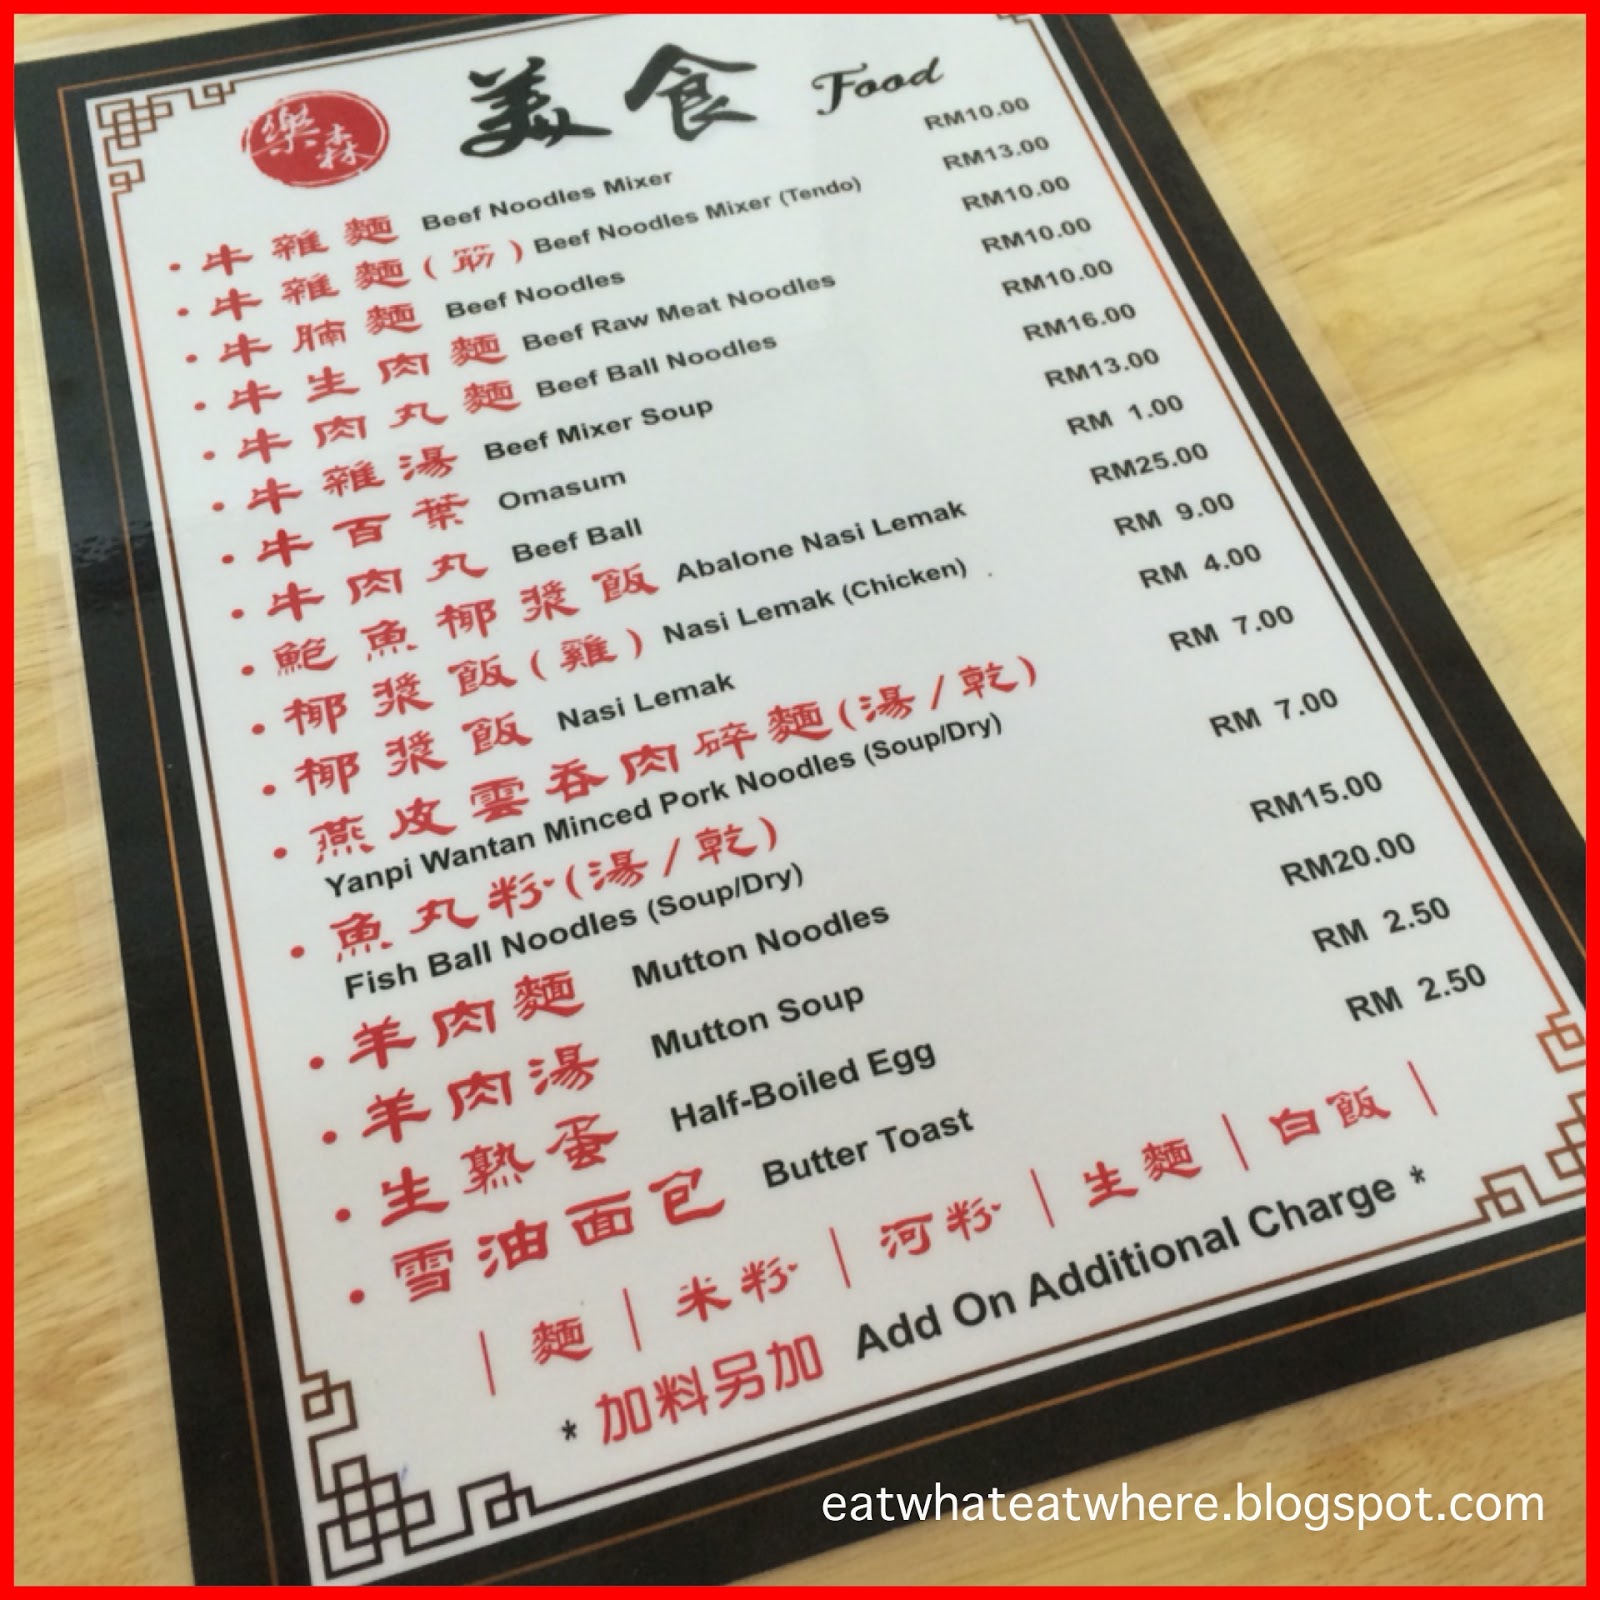 樂森 美食 Food
• 牛雜麵 Beef Noodles Mixer RM10.00
• 牛雜麵(筋) Beef Noodles Mixer (Tendo) RM13.00
• 牛腩麵 Beef Noodles RM10.00
• 牛生肉麵 Beef Raw Meat Noodles RM10.00
• 牛肉丸麵 Beef Ball Noodles RM10.00
• 牛雜湯 Beef Mixer Soup RM16.00
• 牛百葉 Omasum RM13.00
• 牛肉丸 Beef Ball RM 1.00
• 鮑魚椰漿飯 Abalone Nasi Lemak RM25.00
• 椰漿飯(雞) Nasi Lemak (Chicken) RM 9.00
• 椰漿飯 Nasi Lemak RM 4.00
• 燕皮雲吞肉碎麵(湯/乾) RM 7.00
Yanpi Wantan Minced Pork Noodles (Soup/Dry)
• 魚丸粉(湯/乾) RM 7.00
Fish Ball Noodles (Soup/Dry)
• 羊肉麵 Mutton Noodles RM15.00
• 羊肉湯 Mutton Soup RM20.00
• 生熟蛋 Half-Boiled Egg RM 2.50
• 雪油面包 Butter Toast RM 2.50
| 麵 | 米粉 | 河粉 | 生麵 | 白飯 |
* 加料另加 Add On Additional Charge *
eatwhateatwhere.blogspot.com